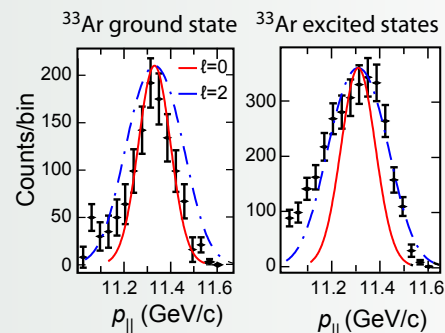 ³³Ar ground state
³³Ar excited states
Counts/bin
200
150
100
50
0
ℓ=0
ℓ=2
300
200
100
0
11.2 11.4 11.6
11.2 11.4 11.6
p|| (GeV/c)
p|| (GeV/c)